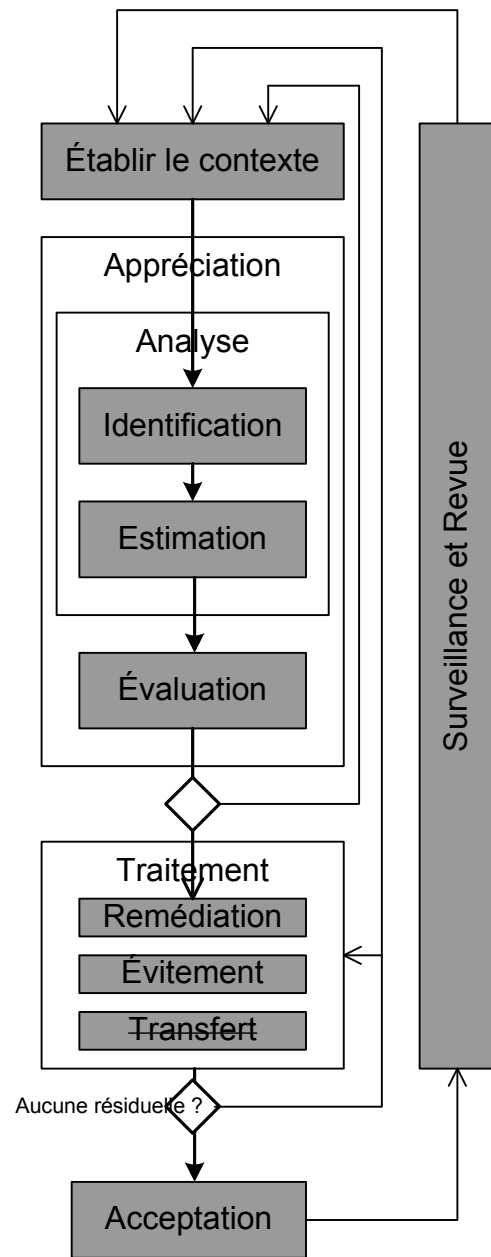 Établir le contexte
Appréciation
Analyse
Identification
Estimation
Évaluation
Traitement
Remédiation
Évitement
Transfert
Aucune résiduelle ?
Acceptation
Surveillance et Revue